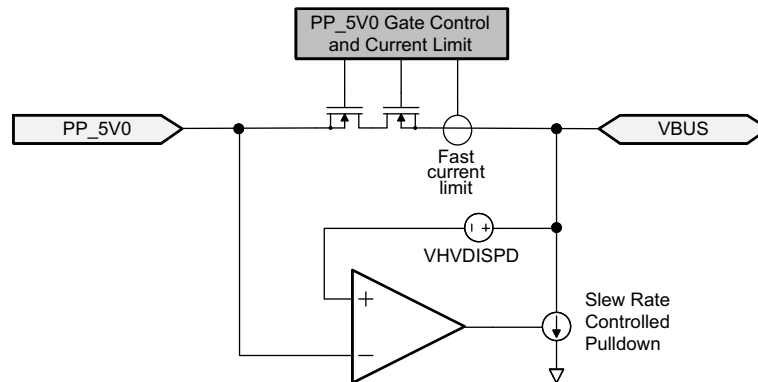 PP_5V0 Gate Control
and Current Limit
PP_5V0
VBUS
Fast
current
limit
VHVDISPD
Slew Rate
Controlled
Pulldown